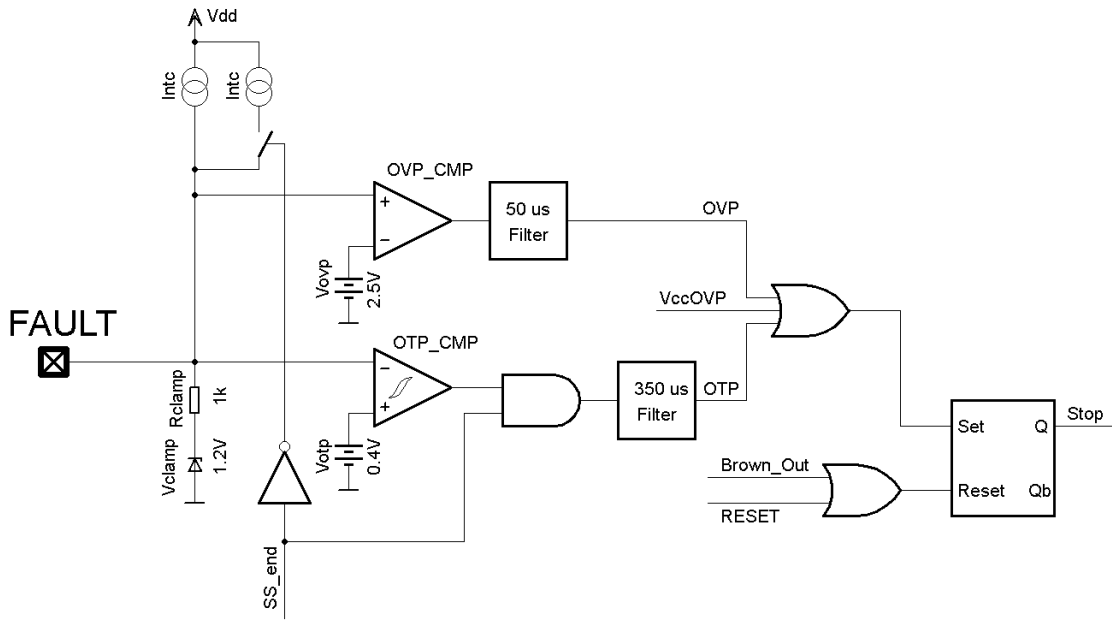 Vdd
Intc
Intc
OVP_CMP
+
−
50 us
Filter
OVP
Vovp
2.5V
VccOVP
FAULT
OTP_CMP
−
+
350 us
Filter
OTP
Rclamp
1k
Vclamp
1.2V
Votp
0.4V
Set
Q
Stop
Reset
Qb
Brown_Out
RESET
SS_end